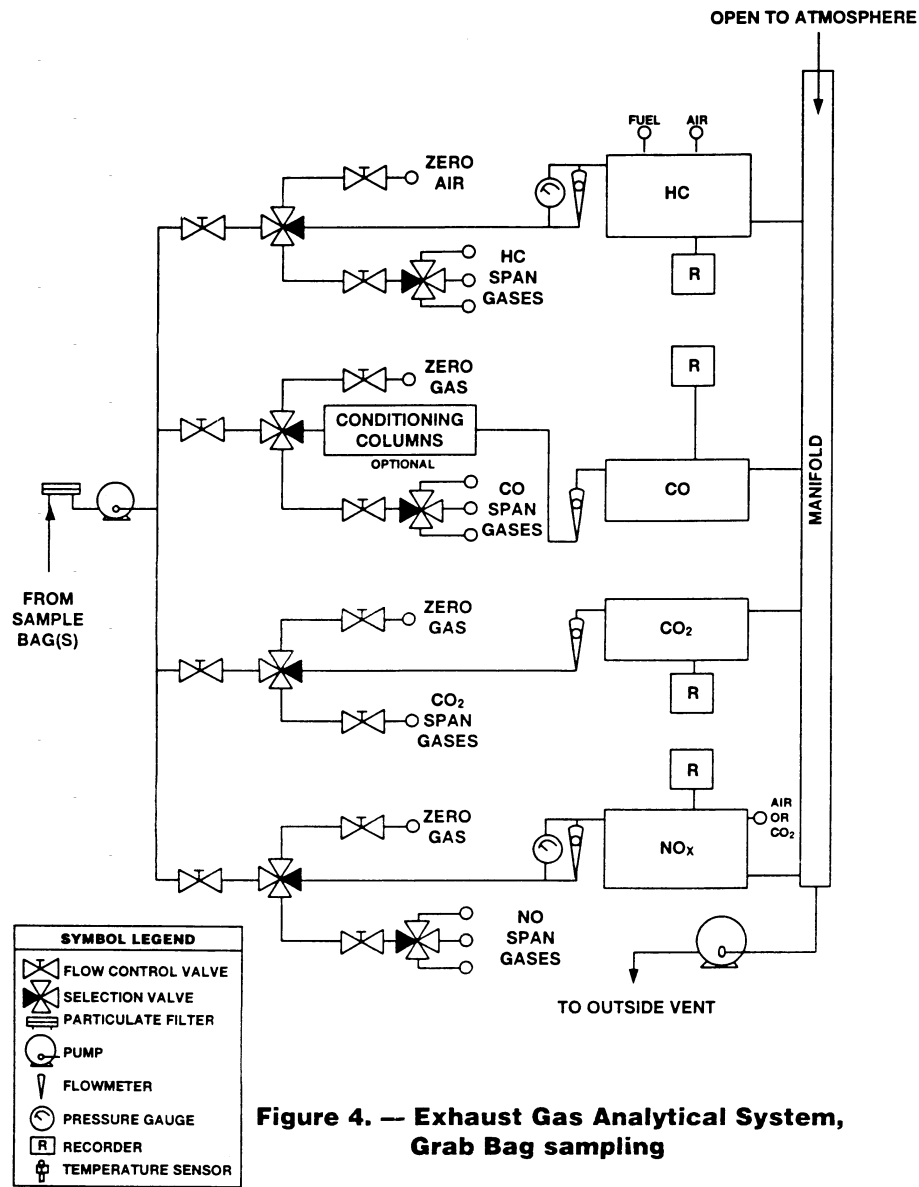 OPEN TO ATMOSPHERE
FUEL
AIR
ZERO
AIR
HC
R
HC
SPAN
GASES
ZERO
GAS
R
CONDITIONING
COLUMNS
OPTIONAL
CO
SPAN
GASES
CO
MANIFOLD
FROM
SAMPLE
BAG(S)
ZERO
GAS
CO₂
R
CO₂
SPAN
GASES
R
ZERO
GAS
NOX
AIR
OR
CO₂
NO
SPAN
GASES
TO OUTSIDE VENT
SYMBOL LEGEND
FLOW CONTROL VALVE
SELECTION VALVE
PARTICULATE FILTER
PUMP
FLOWMETER
PRESSURE GAUGE
R RECORDER
TEMPERATURE SENSOR
Figure 4. — Exhaust Gas Analytical System,
Grab Bag sampling